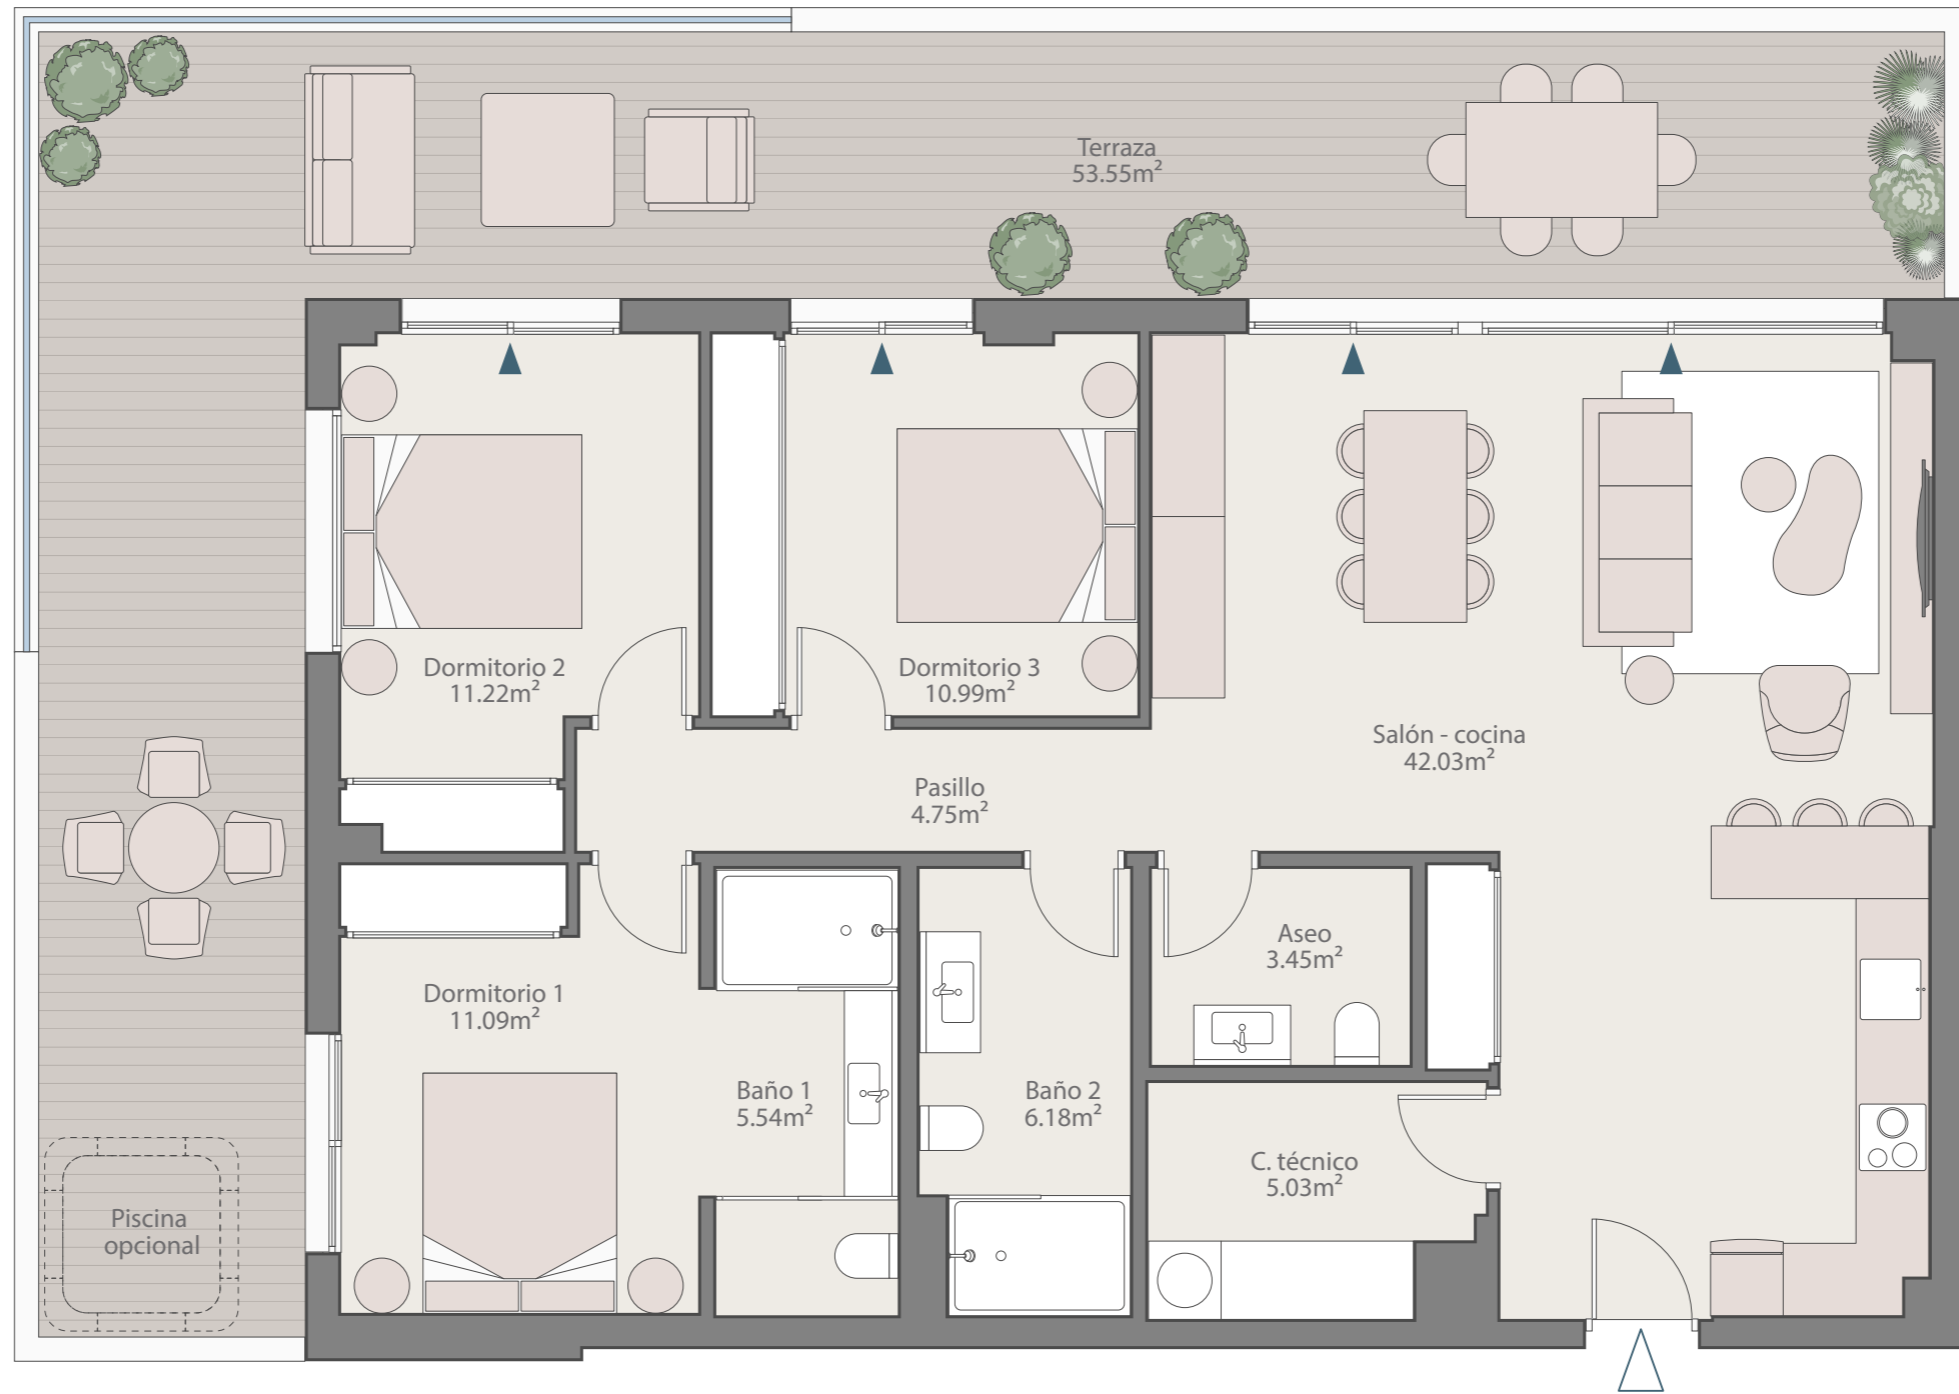 Terraza
53.55m²
Dormitorio 2
11.22m²
Dormitorio 3
10.99m²
Salón - cocina
42.03m²
Pasillo
4.75m²
Aseo
3.45m²
Dormitorio 1
11.09m²
Baño 1
5.54m²
Baño 2
6.18m²
C. técnico
5.03m²
Piscina
opcional